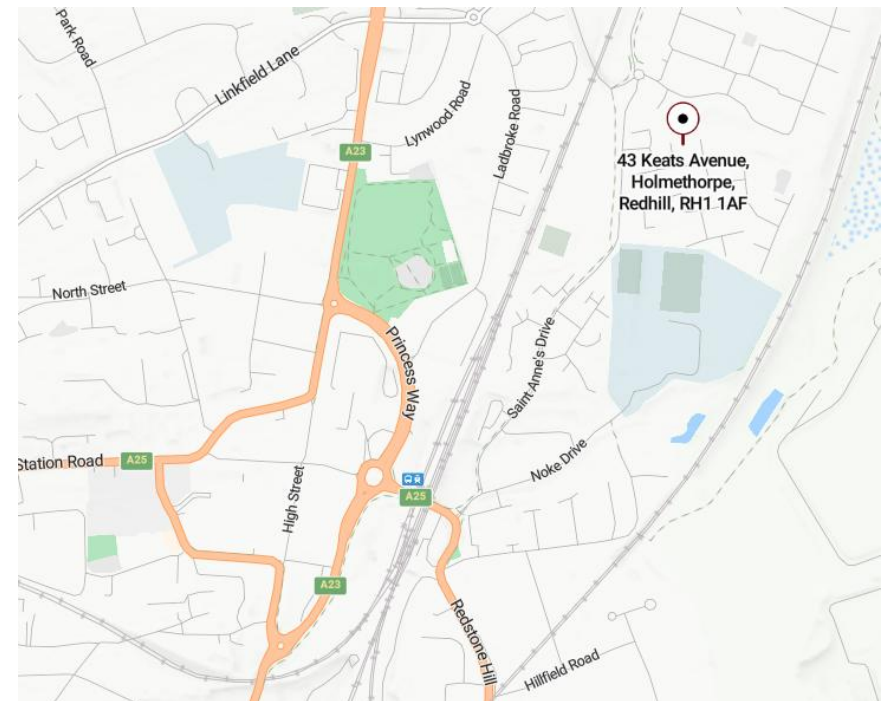 Park Road
Linkfield Lane
Lynwood Road
Ladbroke Road
A23
43 Keats Avenue,
Holmethorpe,
Redhill, RH1 1AF
North Street
Princess Way
Saint Anne's Drive
Station Road
A25
High Street
A25
Noke Drive
A23
Redstone Hill
Hillfield Road